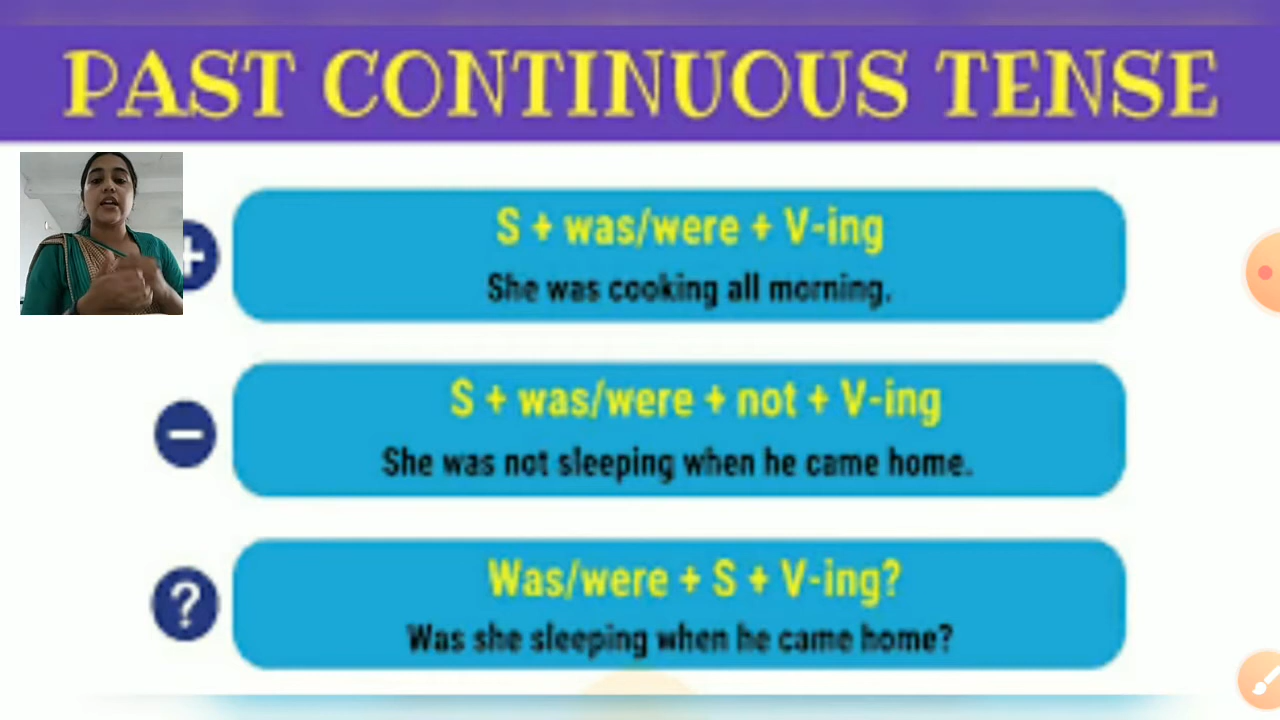 PAST CONTINUOUS TENSE
S + was/were + V-ing
She was cooking all morning.
S + was/were + not + V-ing
She was not sleeping when he came home.
Was/were + S + V-ing?
Was she sleeping when he came home?